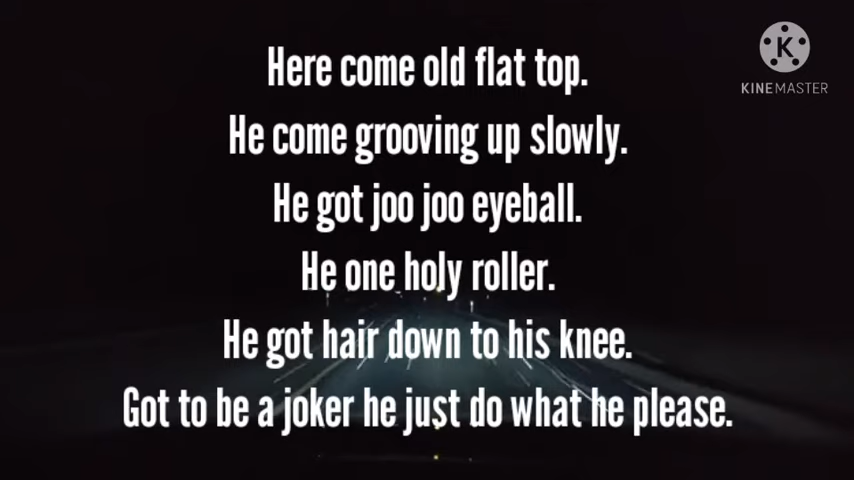 Here come old flat top.
He come grooving up slowly.
He got joo joo eyeball.
He one holy roller.
He got hair down to his knee.
Got to be a joker he just do what he please.
K
KINEMASTER